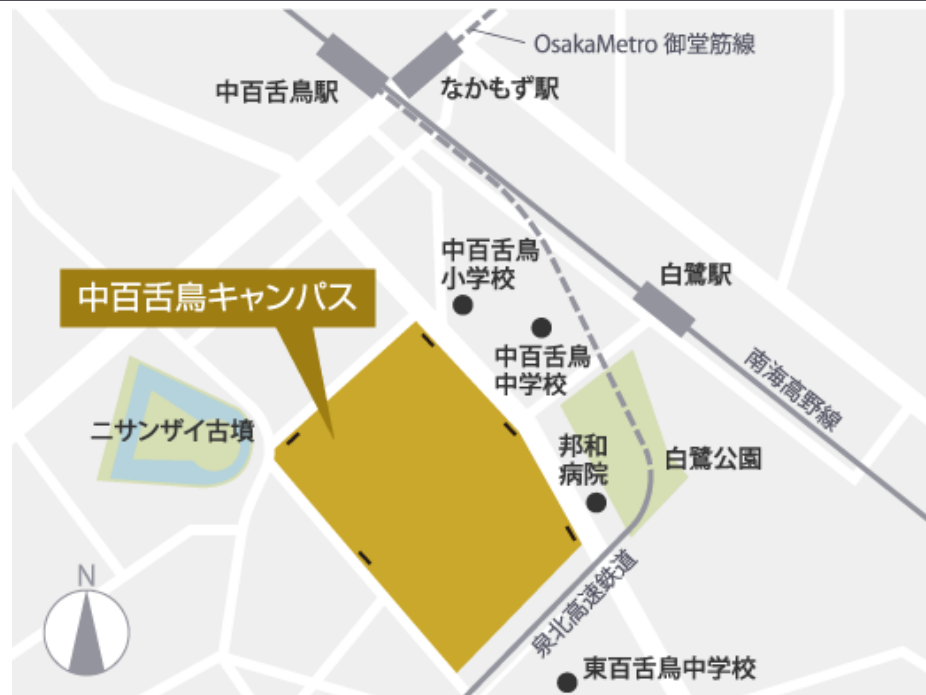 OsakaMetro 御堂筋線
中百舌鳥駅
なかもず駅
中百舌鳥
小学校
白鷺駅
中百舌鳥キャンパス
中百舌鳥
中学校
南海高野線
ニサンザイ古墳
邦和
病院
白鷺公園
N
泉北高速鉄道
東百舌鳥中学校